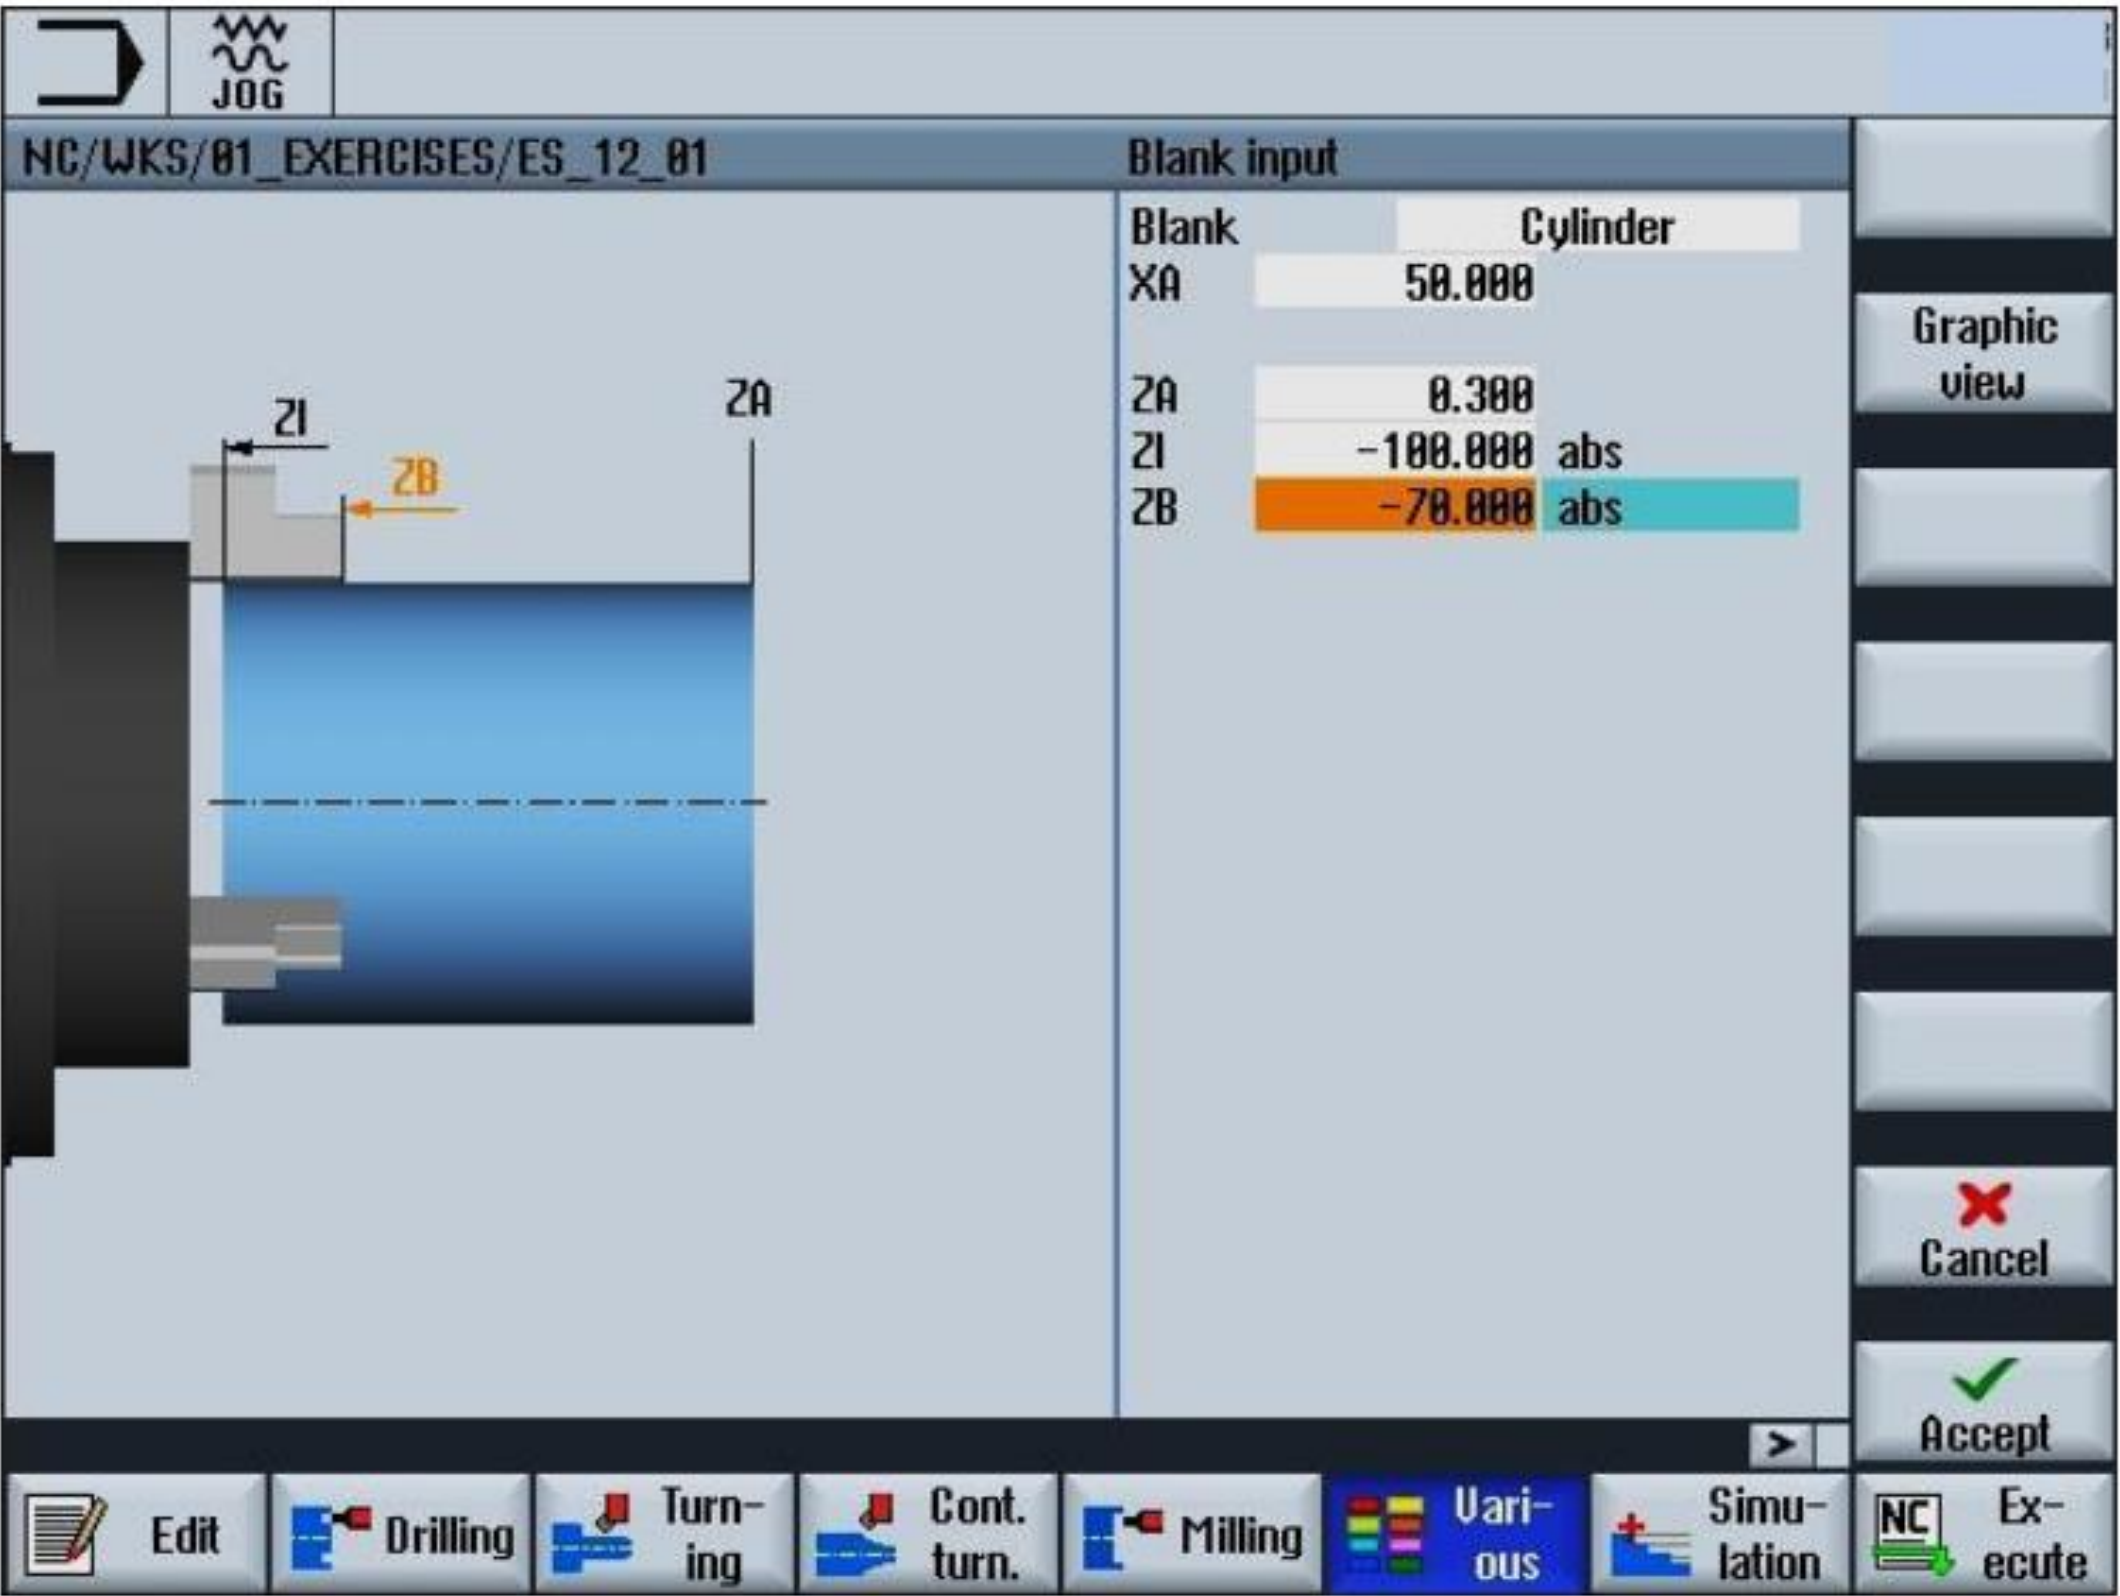 JOG
NC/WKS/01_EXERCISES/ES_12_01
Blank input
Blank Cylinder
XA 50.000
ZA 0.300
ZI -100.000 abs
ZB -70.000 abs
ZI
ZB
ZA
Graphic
view
Cancel
Accept
>
Edit
Drilling
Turn-
ing
Cont.
turn.
Milling
Vari-
ous
Simu-
lation
NC
Ex-
ecute